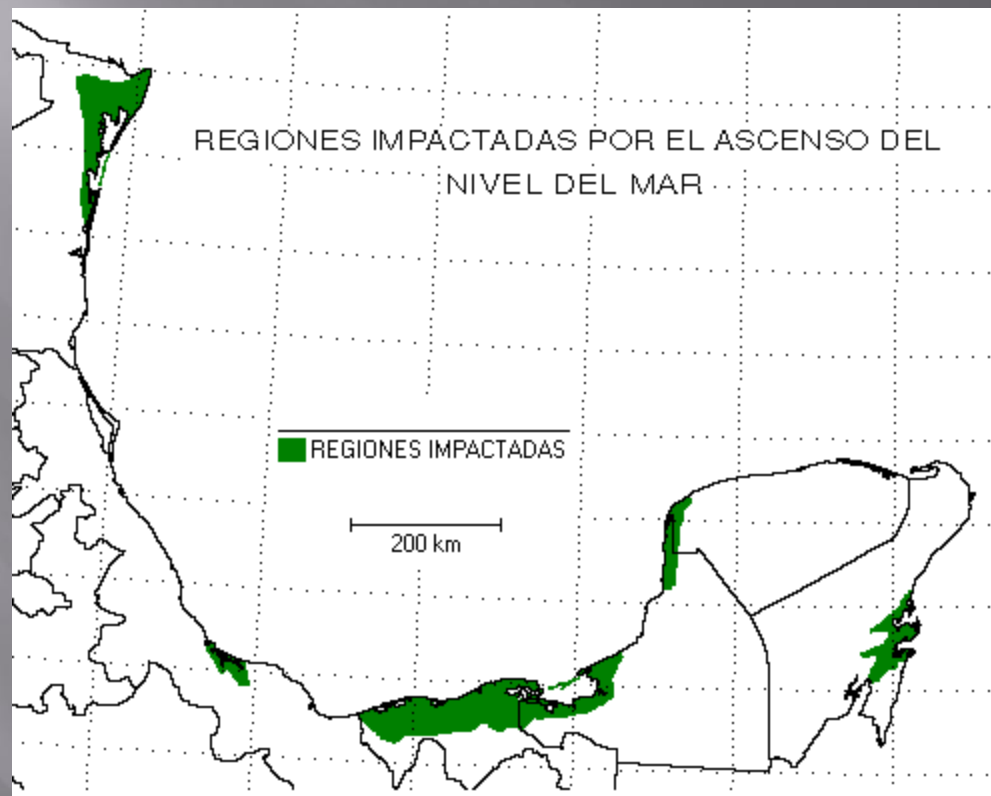 REGIONES IMPACTADAS POR EL ASCENSO DEL
NIVEL DEL MAR
REGIONES IMPACTADAS
200 km